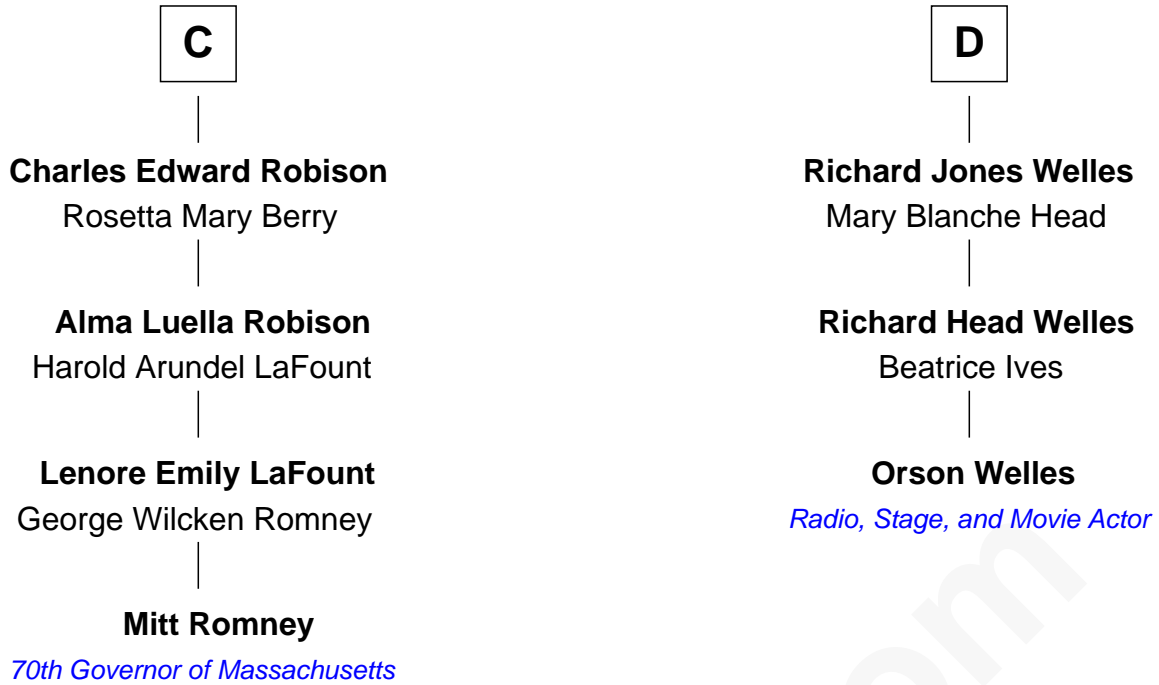 C
Charles Edward Robison
Rosetta Mary Berry
Alma Luella Robison
Harold Arundel LaFount
Lenore Emily LaFount
George Wilcken Romney
Mitt Romney
70th Governor of Massachusetts
D
Richard Jones Welles
Mary Blanche Head
Richard Head Welles
Beatrice Ives
Orson Welles
Radio, Stage, and Movie Actor
om